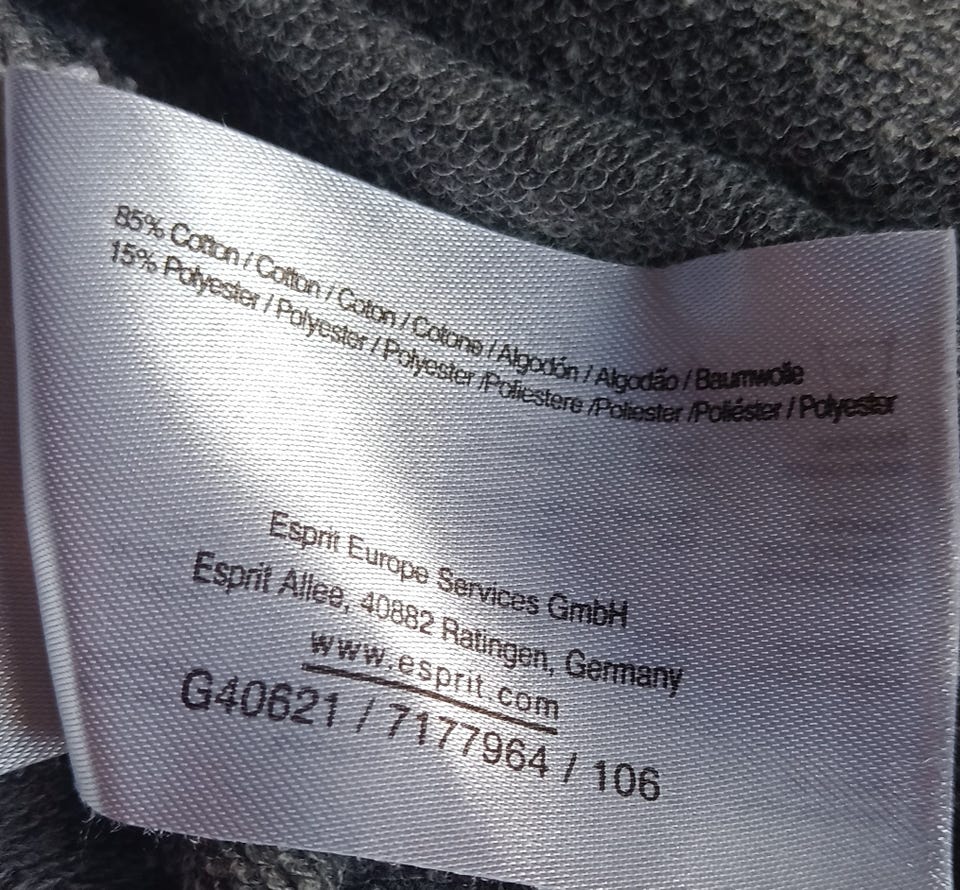 85% Cotton / Cotton / Coton / Cotone / Algodón / Algodão / Baumwolle
15% Polyester / Polyester / Polyester /Poliestere /Poliester /Poliéster / Polyester
Esprit Europe Services GmbH
Esprit Allee, 40882 Ratingen, Germany
www.esprit.com
G40621 / 7177964 / 106